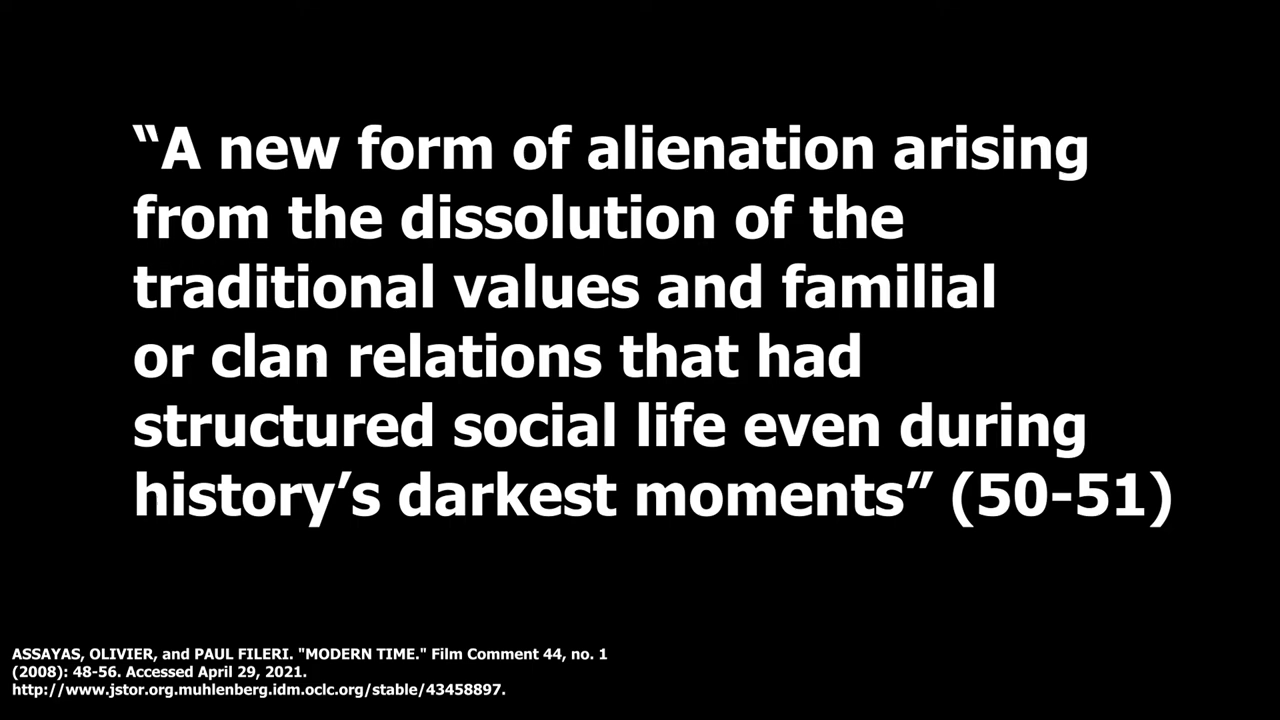 “A new form of alienation arising
from the dissolution of the
traditional values and familial
or clan relations that had
structured social life even during
history’s darkest moments” (50-51)
ASSAYAS, OLIVIER, and PAUL FILERI. "MODERN TIME." Film Comment 44, no. 1
(2008): 48-56. Accessed April 29, 2021.
http://www.jstor.org.muhlenberg.idm.oclc.org/stable/43458897.